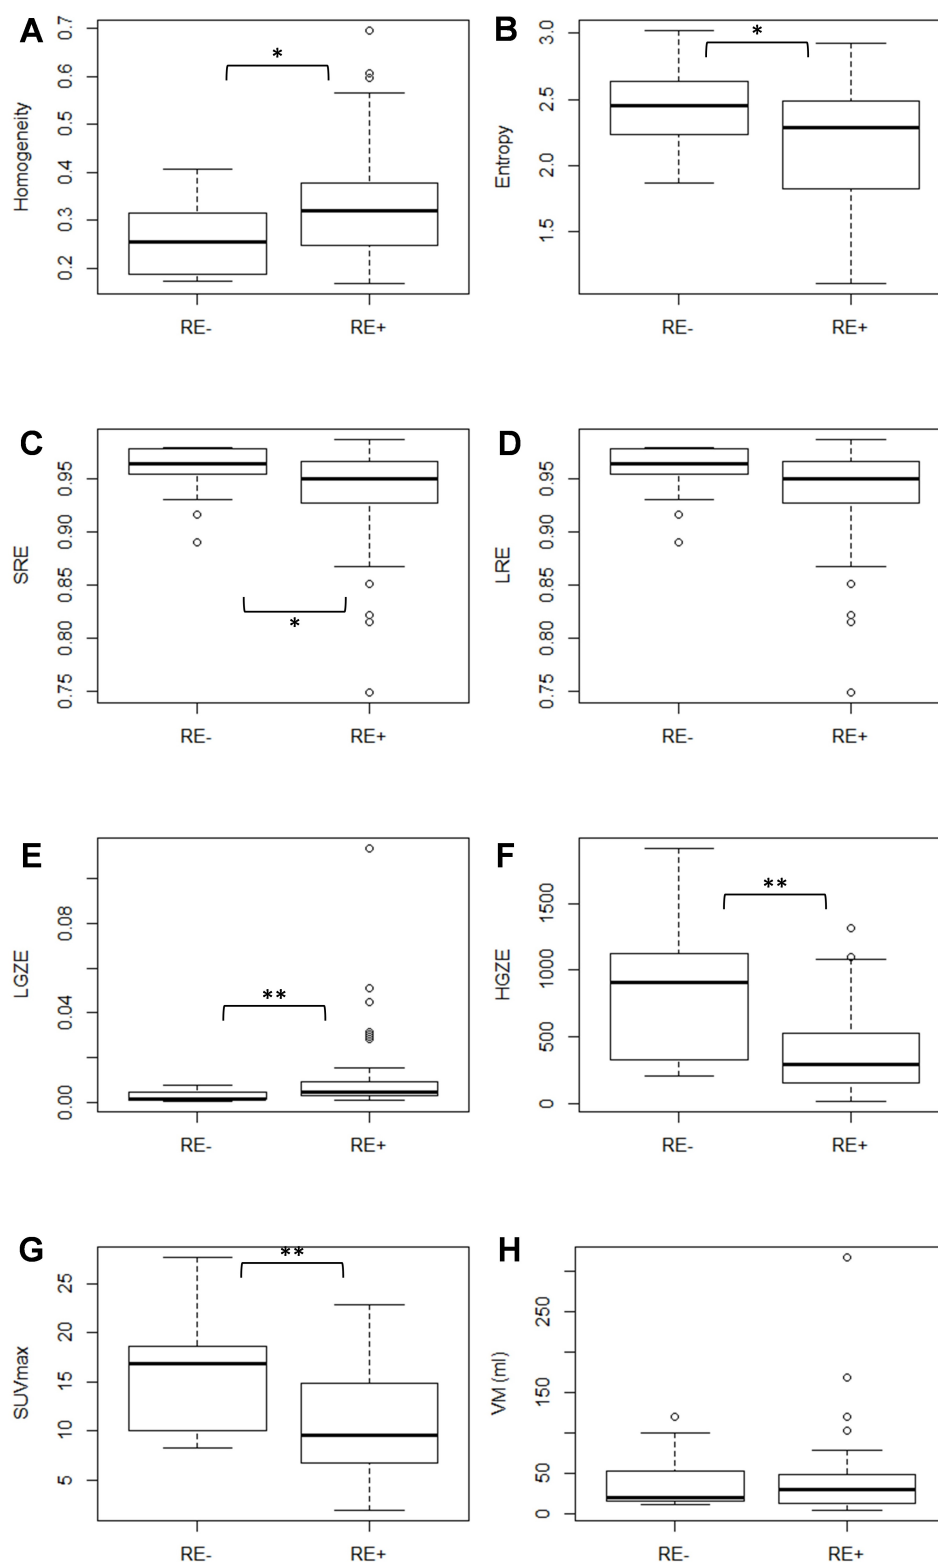 A
Homogeneity
0.7
0.6
0.5
0.4
0.3
0.2
*
RE-
RE+
B
Entropy
3.0
2.5
2.0
1.5
*
RE-
RE+
C
SRE
0.95
0.90
0.85
0.80
0.75
*
RE-
RE+
D
LRE
0.95
0.90
0.85
0.80
0.75
RE-
RE+
E
LGZE
0.08
0.04
0.00
**
RE-
RE+
F
HGZE
1500
1000
500
0
**
RE-
RE+
G
SUVmax
25
20
15
10
5
**
RE-
RE+
H
VM (ml)
250
150
50
0
RE-
RE+